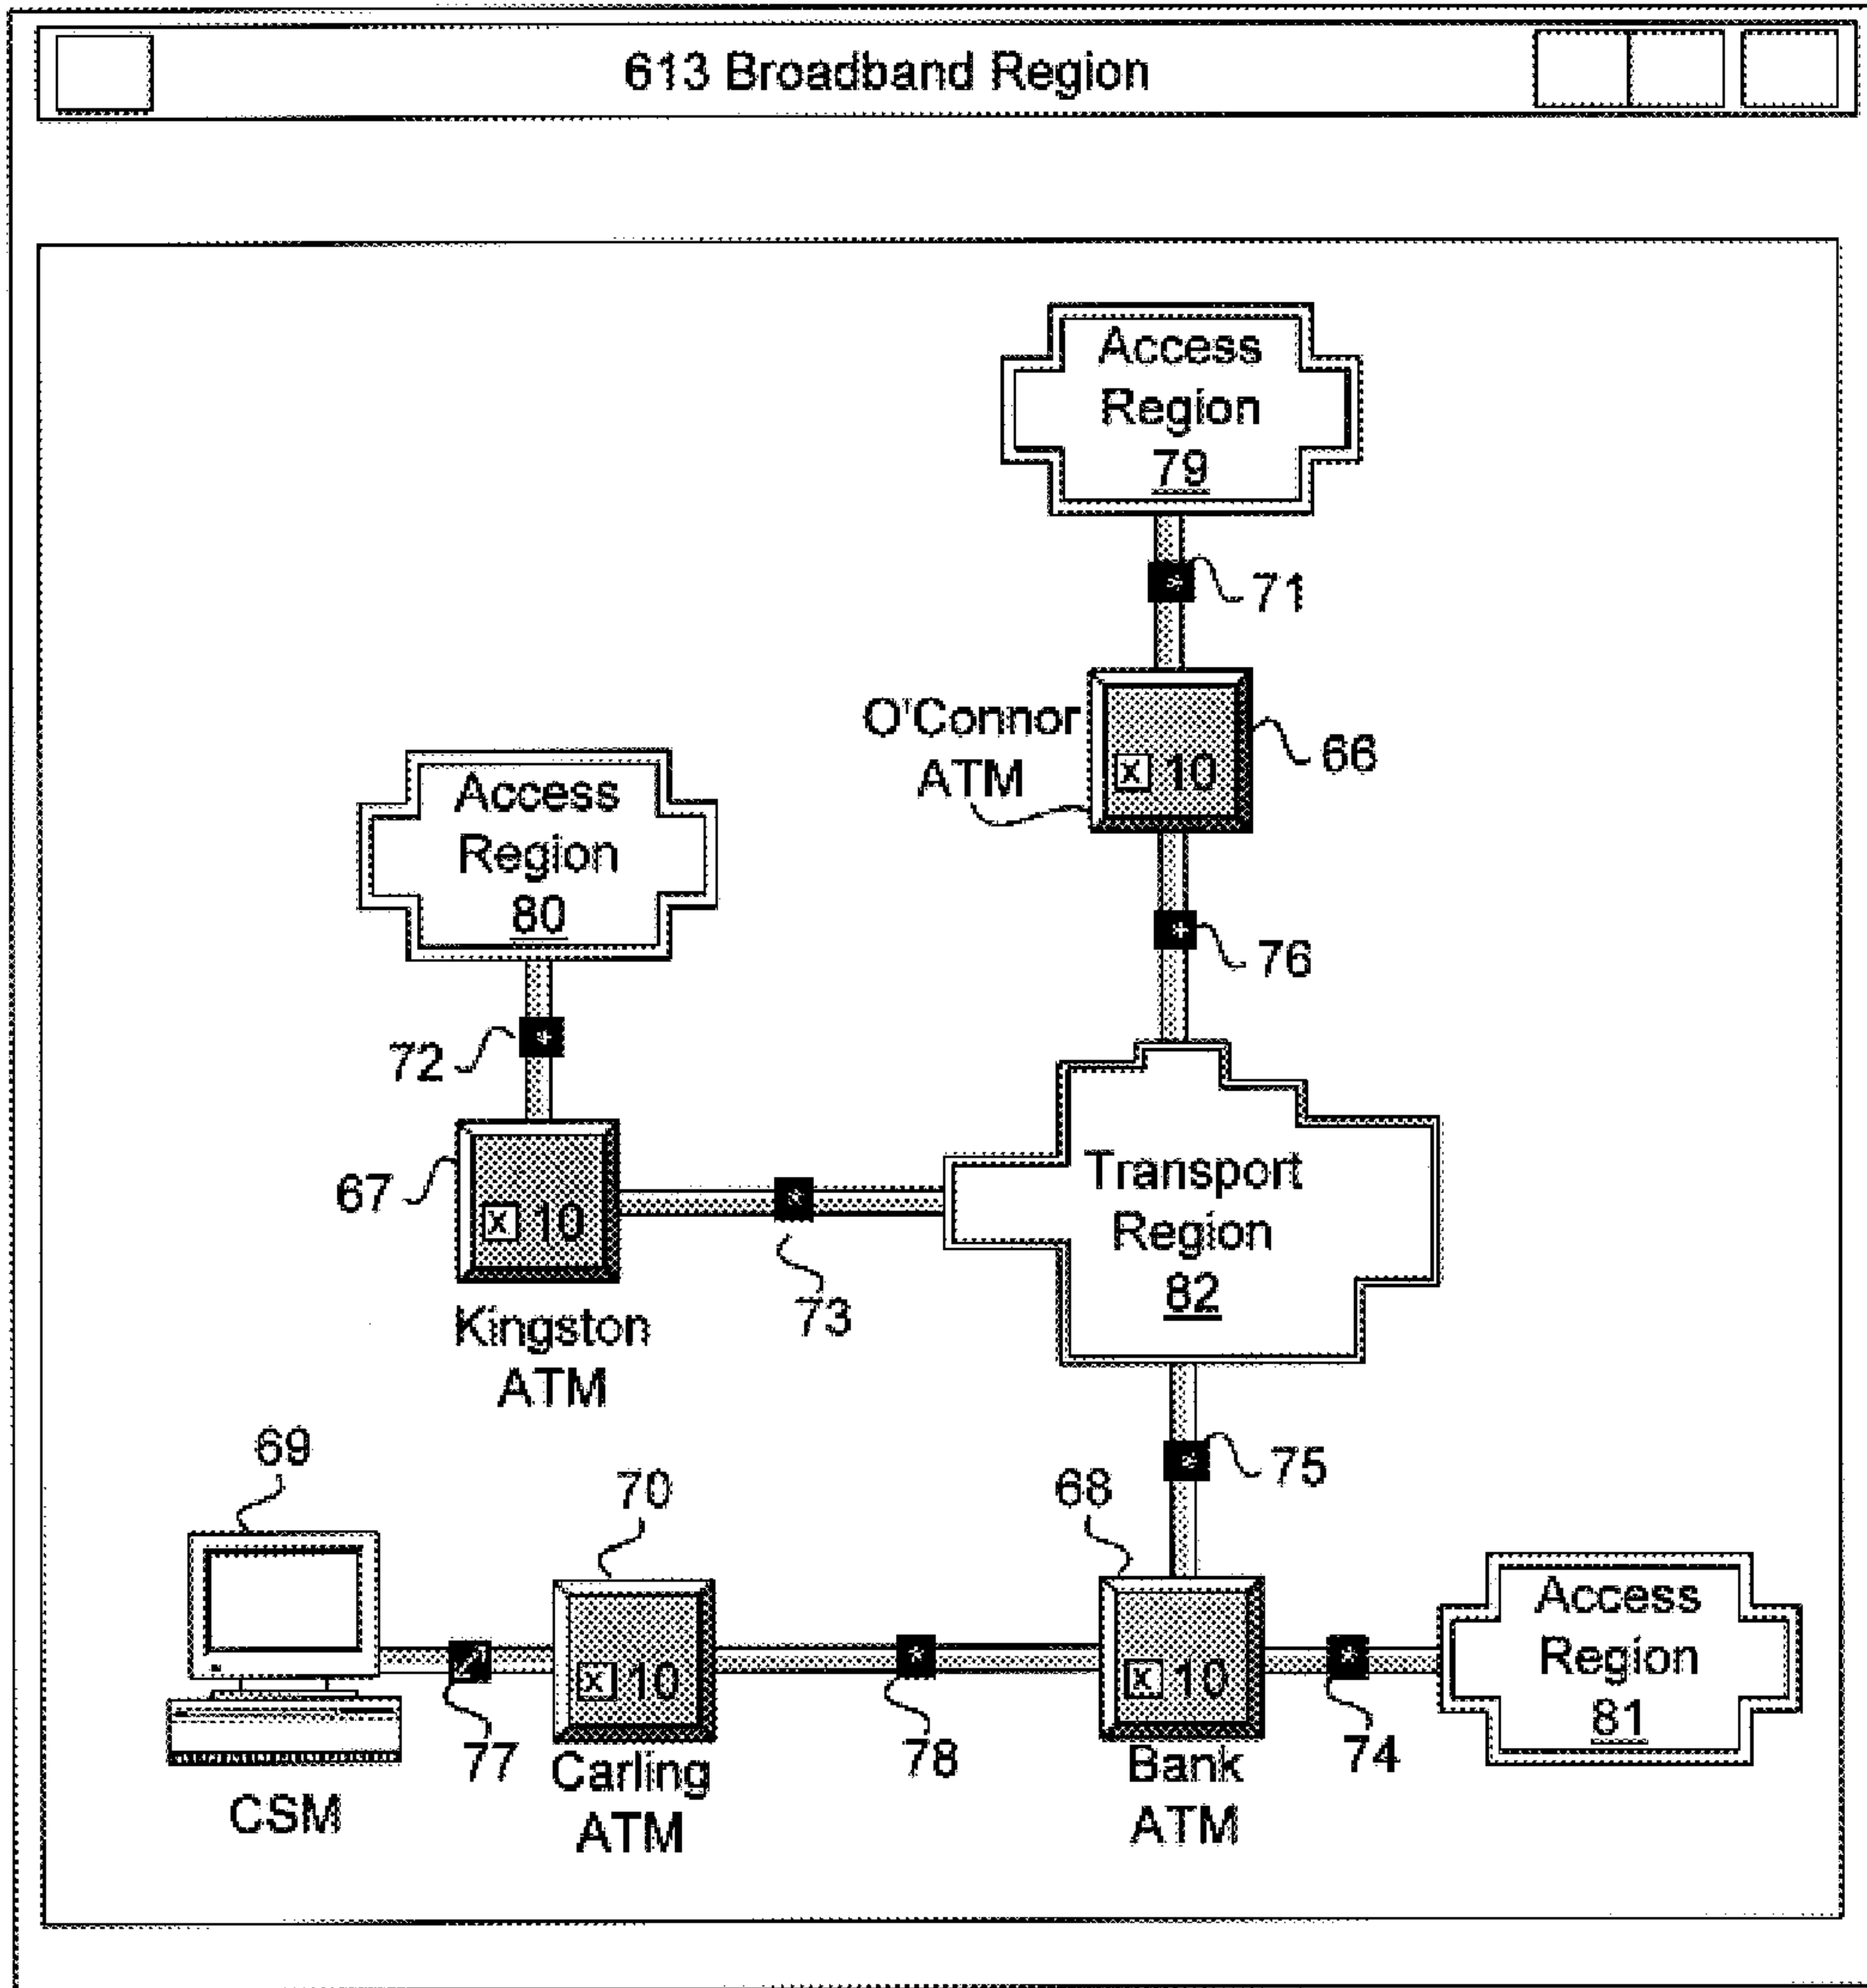 613 Broadband Region
Access
Region
79
71
O'Connor
ATM
x 10
66
Access
Region
80
76
72
67
x 10
Transport
Region
82
73
Kingston
ATM
75
69
70
68
x 10
x 10
Access
Region
81
77
78
74
CSM
Carling
ATM
Bank
ATM